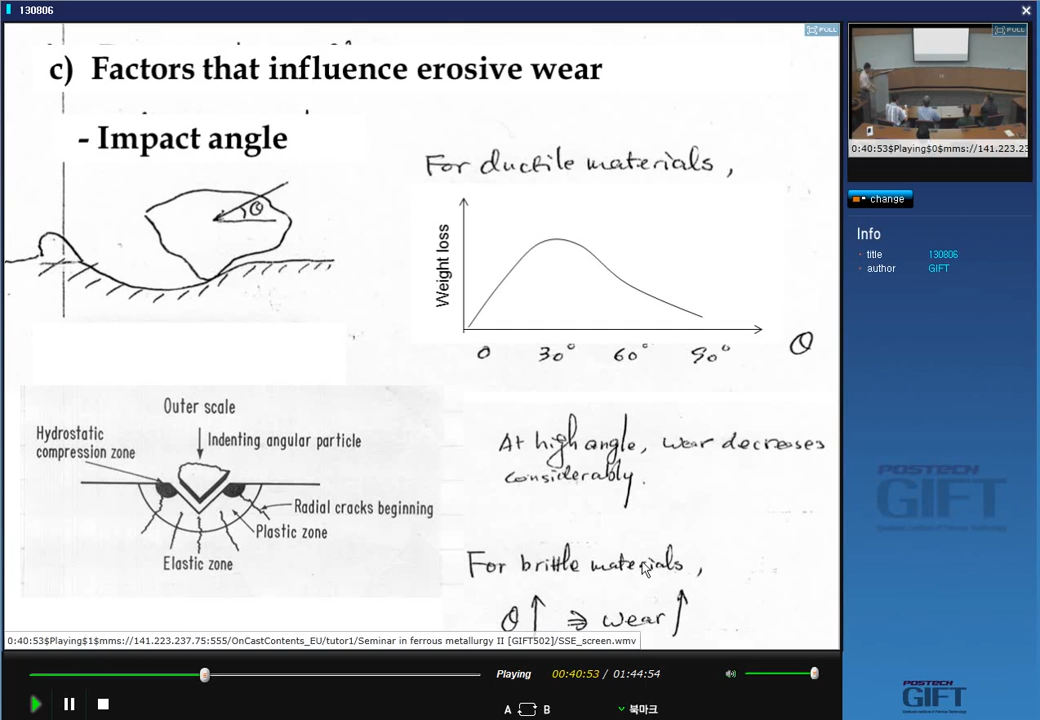 130806
FULL
c) Factors that influence erosive wear
- Impact angle
θ
For ductile materials,
Weight loss
0 30° 60° 90° θ
Outer scale
Hydrostatic
compression zone
Indenting angular particle
Radial cracks beginning
Plastic zone
Elastic zone
At high angle, wear decreases
considerably.
For brittle materials,
θ↑ ⇒ wear↑
0:40:53$Playing$1$mms://141.223.237.75:555/OnCastContents_EU/tutor1/Seminar in ferrous metallurgy II [GIFT502]/SSE_screen.wmv
Playing 00:40:53 / 01:44:54
A B 북마크
FULL
0:40:53$Playing$0$mms://141.223.23
change
Info
title 130806
author GIFT
POSTECH
GIFT
POSTECH
GIFT